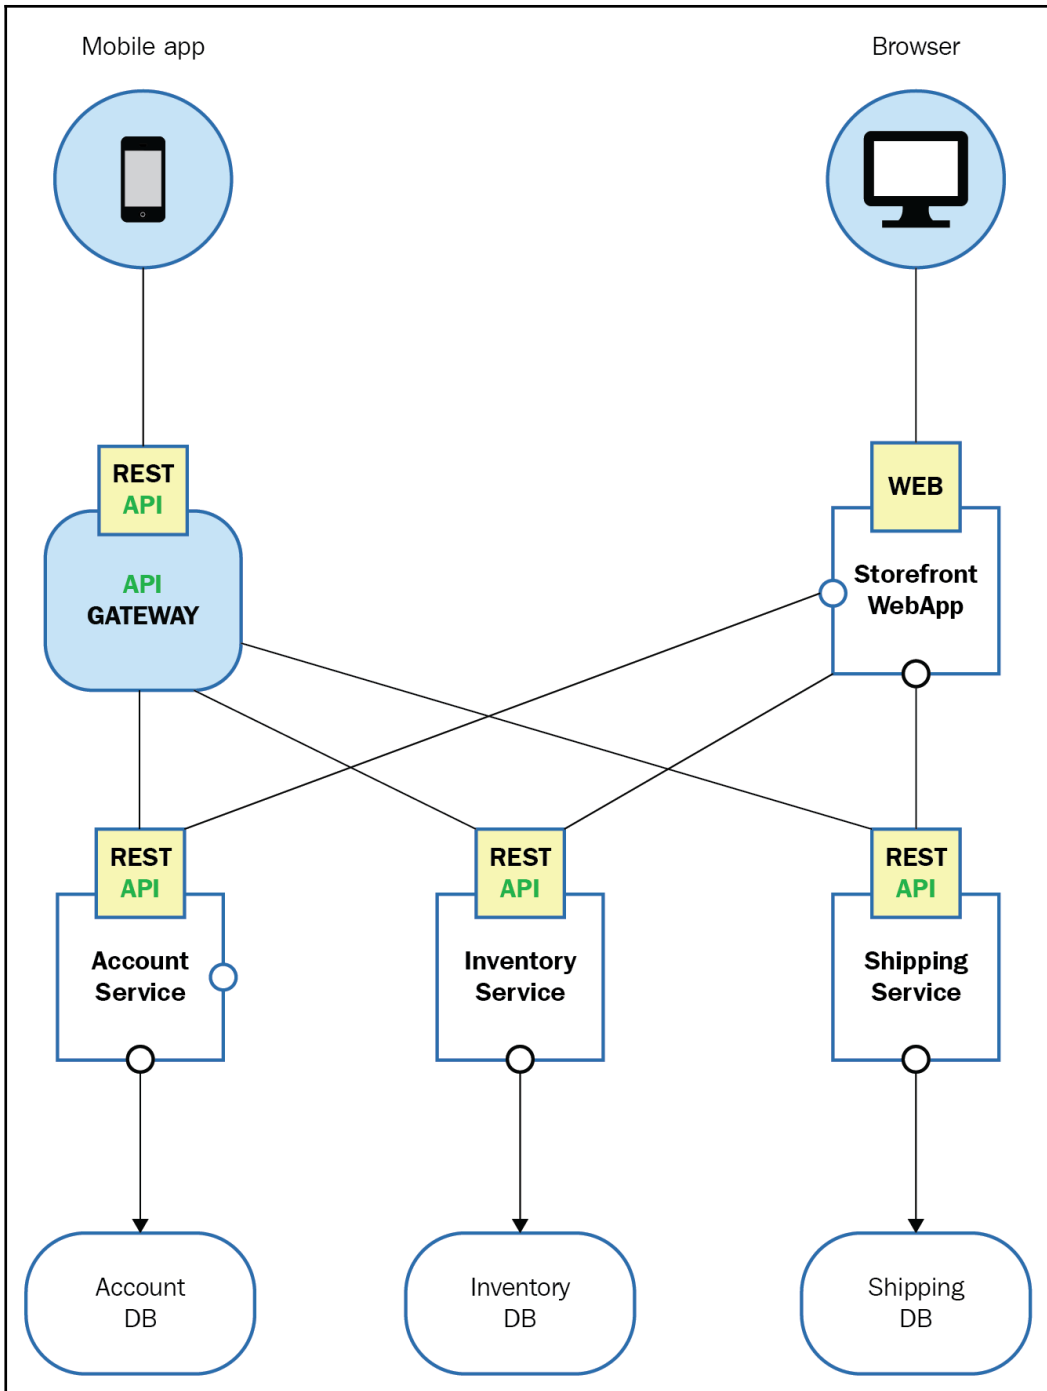 Mobile app
Browser
REST
API
WEB
API
GATEWAY
Storefront
WebApp
REST
API
REST
API
REST
API
Account
Service
Inventory
Service
Shipping
Service
Account
DB
Inventory
DB
Shipping
DB